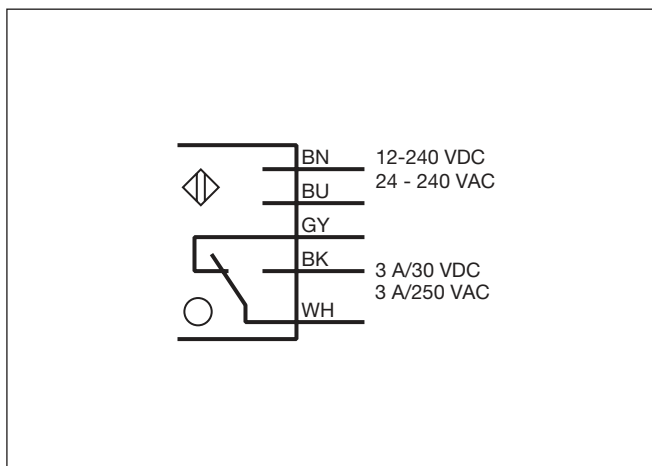 BN 12-240 VDC
24 - 240 VAC
BU
GY
BK 3 A/30 VDC
3 A/250 VAC
WH